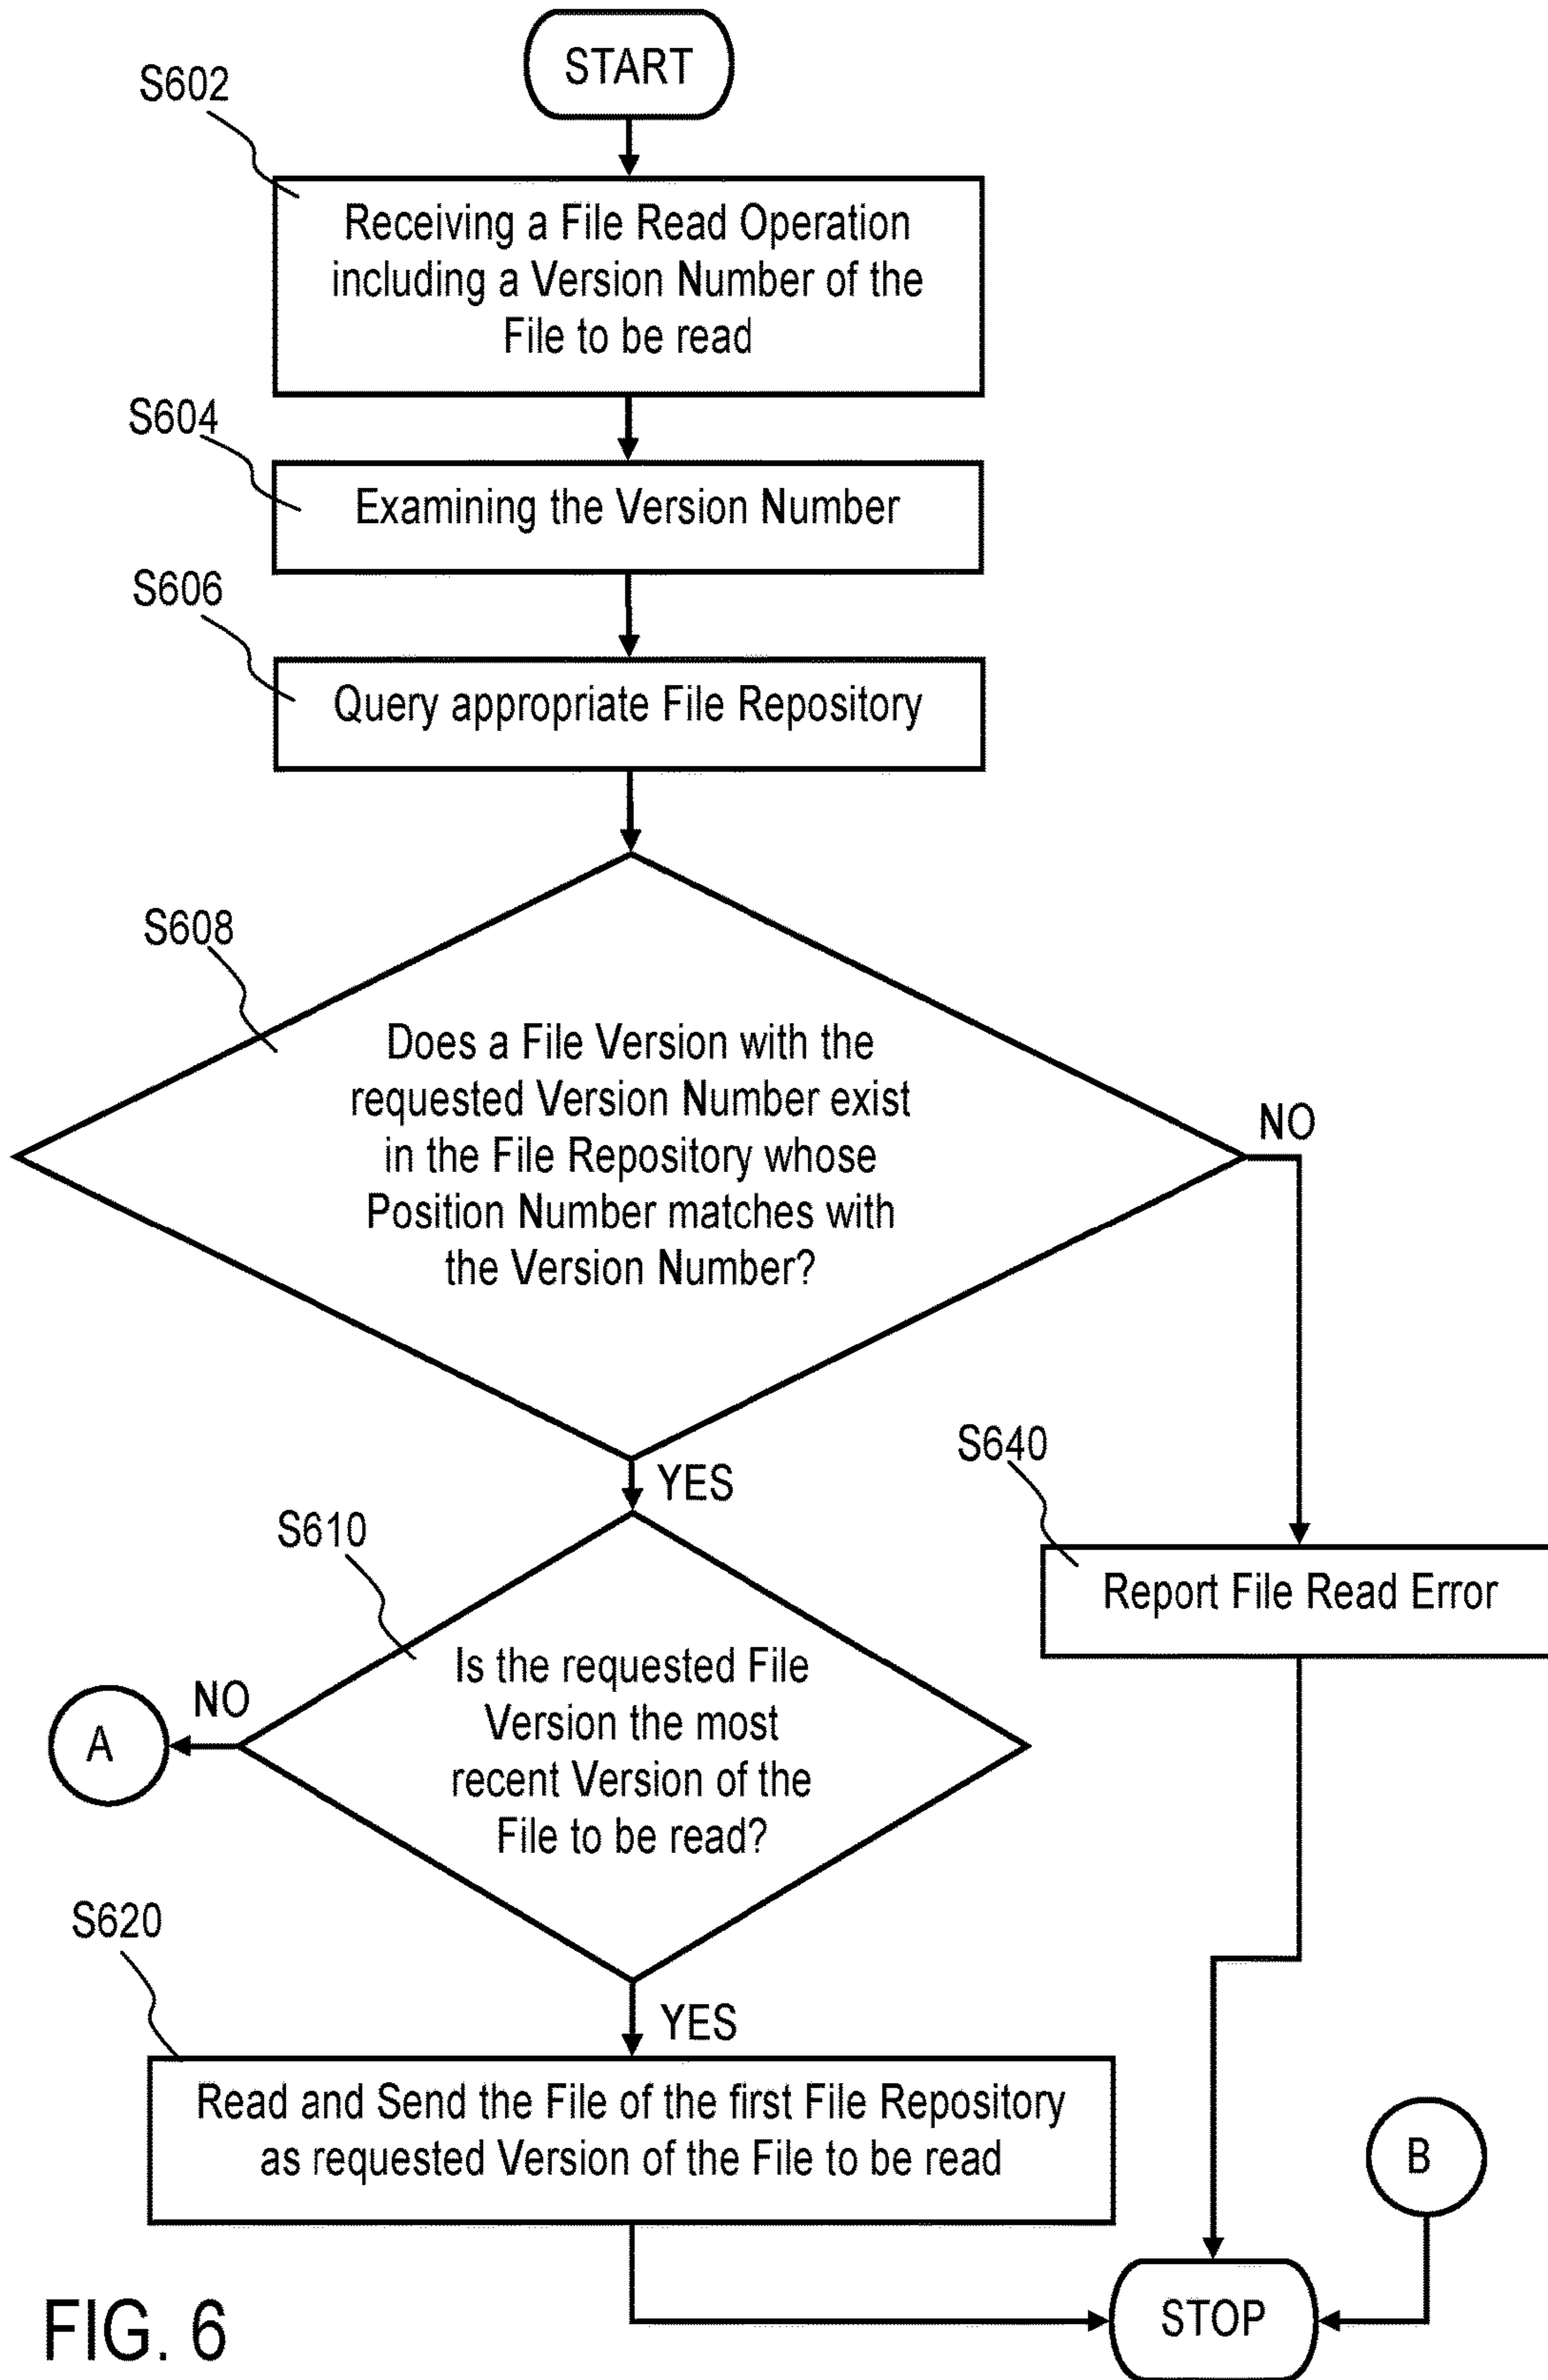 START
S602
Receiving a File Read Operation
including a Version Number of the
File to be read
S604
Examining the Version Number
S606
Query appropriate File Repository
S608
Does a File Version with the
requested Version Number exist
in the File Repository whose
Position Number matches with
the Version Number?
NO
YES
S640
Report File Read Error
S610
Is the requested File
Version the most
recent Version of the
File to be read?
NO
A
YES
S620
Read and Send the File of the first File Repository
as requested Version of the File to be read
B
STOP
FIG. 6